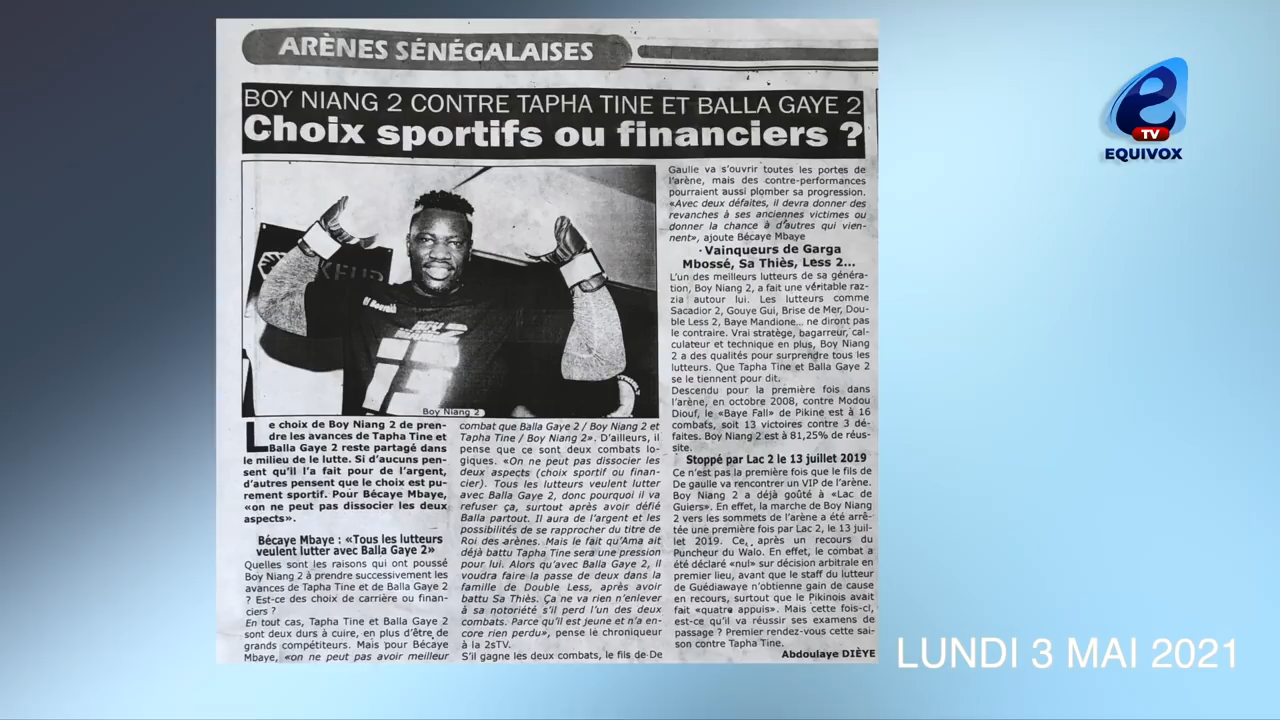 ARÈNES SÉNÉGALAISES
BOY NIANG 2 CONTRE TAPHA TINE ET BALLA GAYE 2
Choix sportifs ou financiers ?
Boy Niang 2
Le choix de Boy Niang 2 de pren-
dre les avances de Tapha Tine et
Balla Gaye 2 reste partagé dans
le milieu de le lutte. Si d'aucuns pen-
sent qu'il l'a fait pour de l'argent,
d'autres pensent que le choix est pu-
rement sportif. Pour Bécaye Mbaye,
«on ne peut pas dissocier les deux
aspects».
Bécaye Mbaye : «Tous les lutteurs
veulent lutter avec Balla Gaye 2»
Quelles sont les raisons qui ont poussé
Boy Niang 2 à prendre successivement les
avances de Tapha Tine et de Balla Gaye 2
? Est-ce des choix de carrière ou finan-
ciers ?
En tout cas, Tapha Tine et Balla Gaye 2
sont deux durs à cuire, en plus d'être de
grands compétiteurs. Mais pour Bécaye
Mbaye, «on ne peut pas avoir meilleur
combat que Balla Gaye 2 / Boy Niang 2 et
Tapha Tine / Boy Niang 2». D'ailleurs, il
pense que ce sont deux combats lo-
giques. «On ne peut pas dissocier les
deux aspects (choix sportif ou finan-
cier). Tous les lutteurs veulent lutter
avec Balla Gaye 2, donc pourquoi il va
refuser ça, surtout après avoir défié
Balla partout. Il aura de l'argent et les
possibilités de se rapprocher du titre de
Roi des arènes. Mais le fait qu'Ama ait
déjà battu Tapha Tine sera une pression
pour lui. Alors qu'avec Balla Gaye 2, il
voudra faire la passe de deux dans la
famille de Double Less, après avoir
battu Sa Thiès. Ça ne va rien n'enlever
à sa notoriété s'il perd l'un des deux
combats. Parce qu'il est jeune et n'a en-
core rien perdu», pense le chroniqueur
à la 2sTV.
S'il gagne les deux combats, le fils de De
Gaulle va s'ouvrir toutes les portes de
l'arène, mais des contre-performances
pourraient aussi plomber sa progression.
«Avec deux défaites, il devra donner des
revanches à ses anciennes victimes ou
donner la chance à d'autres qui vien-
nent», ajoute Bécaye Mbaye
Vainqueurs de Garga
Mbossé, Sa Thiès, Less 2...
L'un des meilleurs lutteurs de sa généra-
tion, Boy Niang 2, a fait une véritable raz-
zia autour lui. Les lutteurs comme
Sacadior 2, Gouye Gui, Brise de Mer, Dou-
ble Less 2, Baye Mandione... ne diront pas
le contraire. Vrai stratège, bagarreur, cal-
culateur et technique en plus, Boy Niang
2 a des qualités pour surprendre tous les
lutteurs. Que Tapha Tine et Balla Gaye 2
se le tiennent pour dit.
Descendu pour la première fois dans
l'arène, en octobre 2008, contre Modou
Diouf, le «Baye Fall» de Pikine est à 16
combats, soit 13 victoires contre 3 dé-
faites. Boy Niang 2 est à 81,25% de réus-
site.
Stoppé par Lac 2 le 13 juillet 2019
Ce n'est pas la première fois que le fils de
De gaulle va rencontrer un VIP de l'arène.
Boy Niang 2 a déjà goûté à «Lac de
Guiers». En effet, la marche de Boy Niang
2 vers les sommets de l'arène a été arrê-
tée une première fois par Lac 2, le 13 juil-
let 2019. Ce, après un recours du
Puncheur du Walo. En effet, le combat a
été déclaré «nul» sur décision arbitrale en
premier lieu, avant que le staff du lutteur
de Guédiawaye n'obtienne gain de cause
en recours, surtout que le Pikinois avait
fait «quatre appuis». Mais cette fois-ci,
est-ce qu'il va réussir ses examens de
passage ? Premier rendez-vous cette sai-
son contre Tapha Tine.
Abdoulaye DIÈYE
e
TV
EQUIVOX
LUNDI 3 MAI 2021